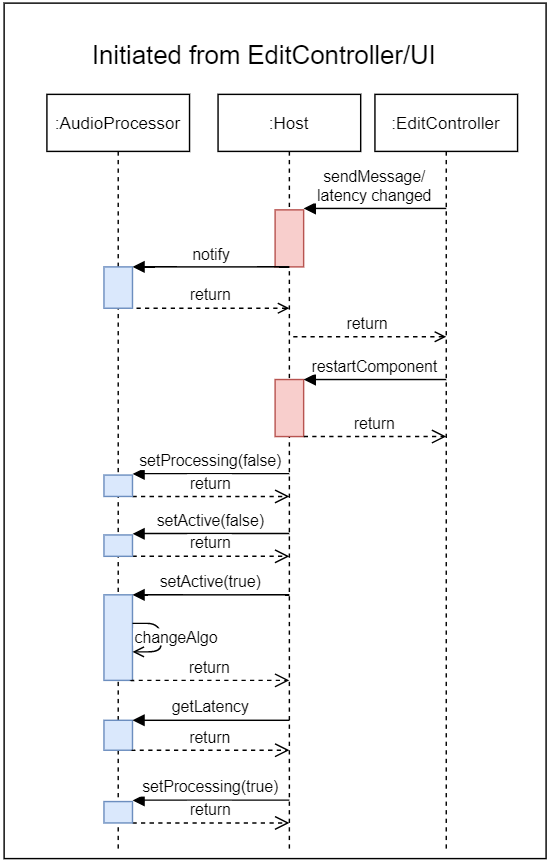 Initiated from EditController/UI
:AudioProcessor
:Host
:EditController
sendMessage/
latency changed
notify
return
return
restartComponent
return
setProcessing(false)
return
setActive(false)
return
setActive(true)
changeAlgo
return
getLatency
return
setProcessing(true)
return